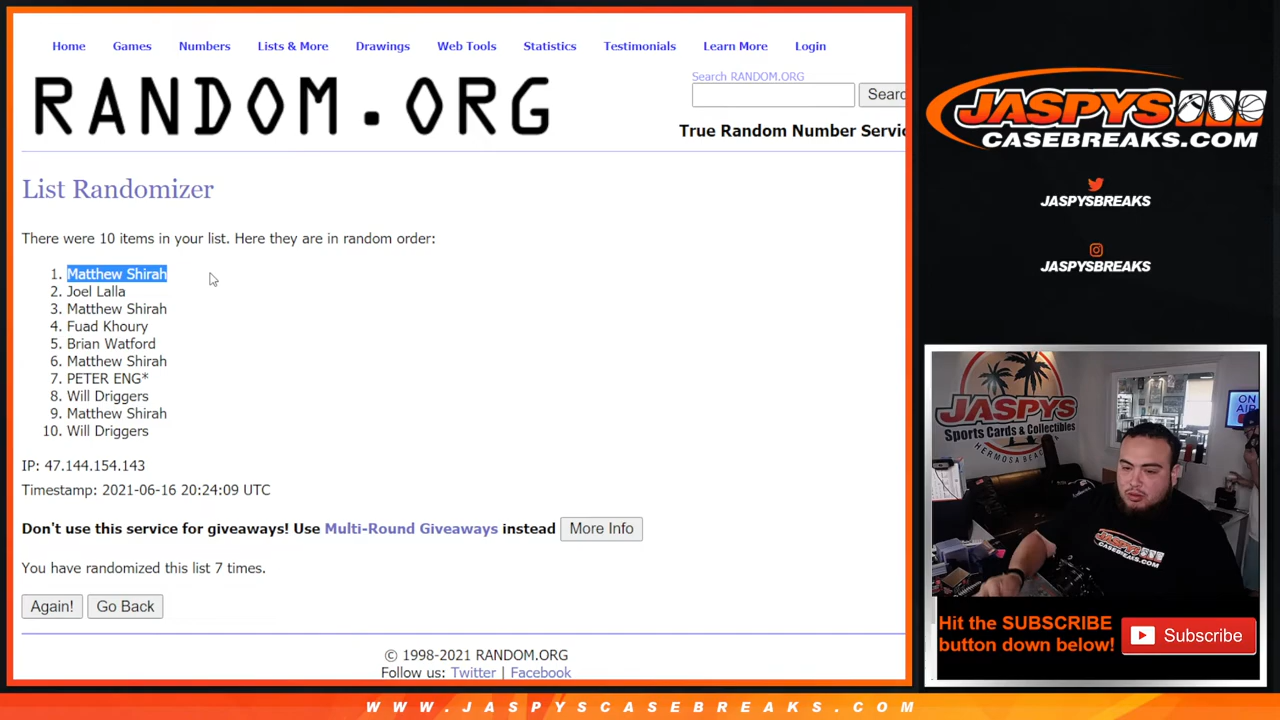 Home Games Numbers Lists & More Drawings Web Tools Statistics Testimonials Learn More Login
RANDOM.ORG
Search RANDOM.ORG
True Random Number Servic
List Randomizer
There were 10 items in your list. Here they are in random order:
1. Matthew Shirah
2. Joel Lalla
3. Matthew Shirah
4. Fuad Khoury
5. Brian Watford
6. Matthew Shirah
7. PETER ENG*
8. Will Driggers
9. Matthew Shirah
10. Will Driggers
IP: 47.144.154.143
Timestamp: 2021-06-16 20:24:09 UTC
Don't use this service for giveaways! Use Multi-Round Giveaways instead More Info
You have randomized this list 7 times.
Again! Go Back
© 1998-2021 RANDOM.ORG
Follow us: Twitter | Facebook
JASPYS
CASEBREAKS.COM
JASPYSBREAKS
JASPYSBREAKS
JASPYS
Sports Cards & Collectibles
HERMOSA BEACH
ON
AIR
JASPYS
CASEBREAKS.COM
Hit the SUBSCRIBE
button down below!
Subscribe
WWW.JASPYSCASEBREAKS.COM